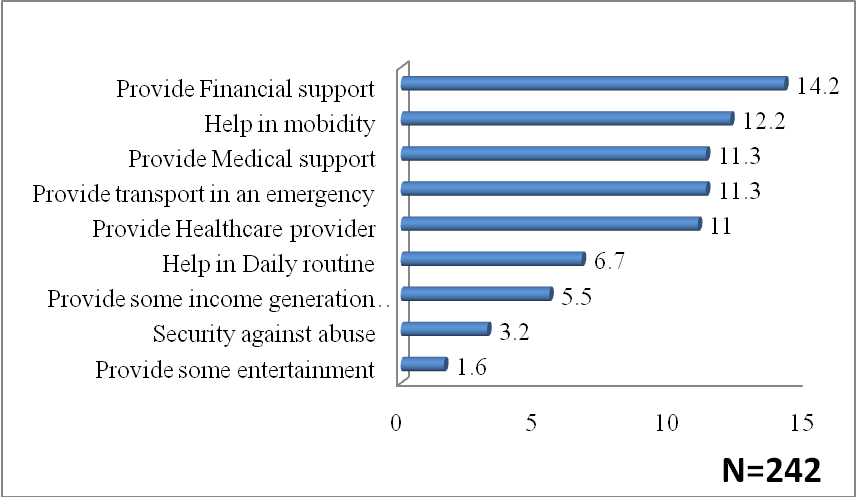 Provide Financial support 14.2
Help in mobidity 12.2
Provide Medical support 11.3
Provide transport in an emergency 11.3
Provide Healthcare provider 11
Help in Daily routine 6.7
Provide some income generation.. 5.5
Security against abuse 3.2
Provide some entertainment 1.6
0 5 10 15
N=242